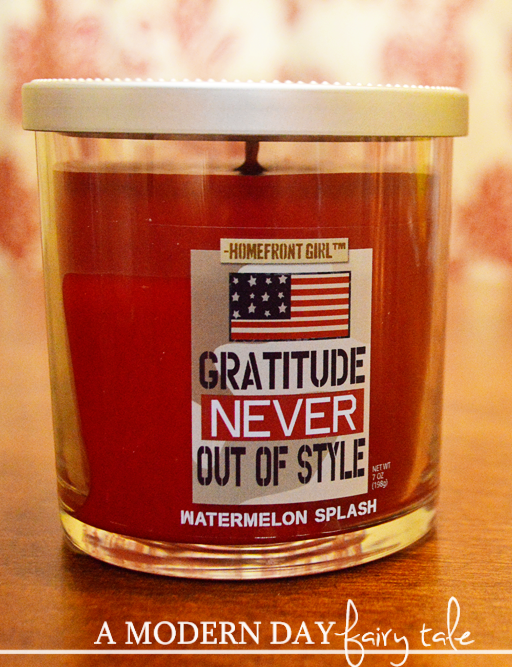 -HOMEFRONT GIRL™
GRATITUDE
NEVER
OUT OF STYLE
NET WT
7 OZ
(198g)
WATERMELON SPLASH
A MODERN DAY fairy tale